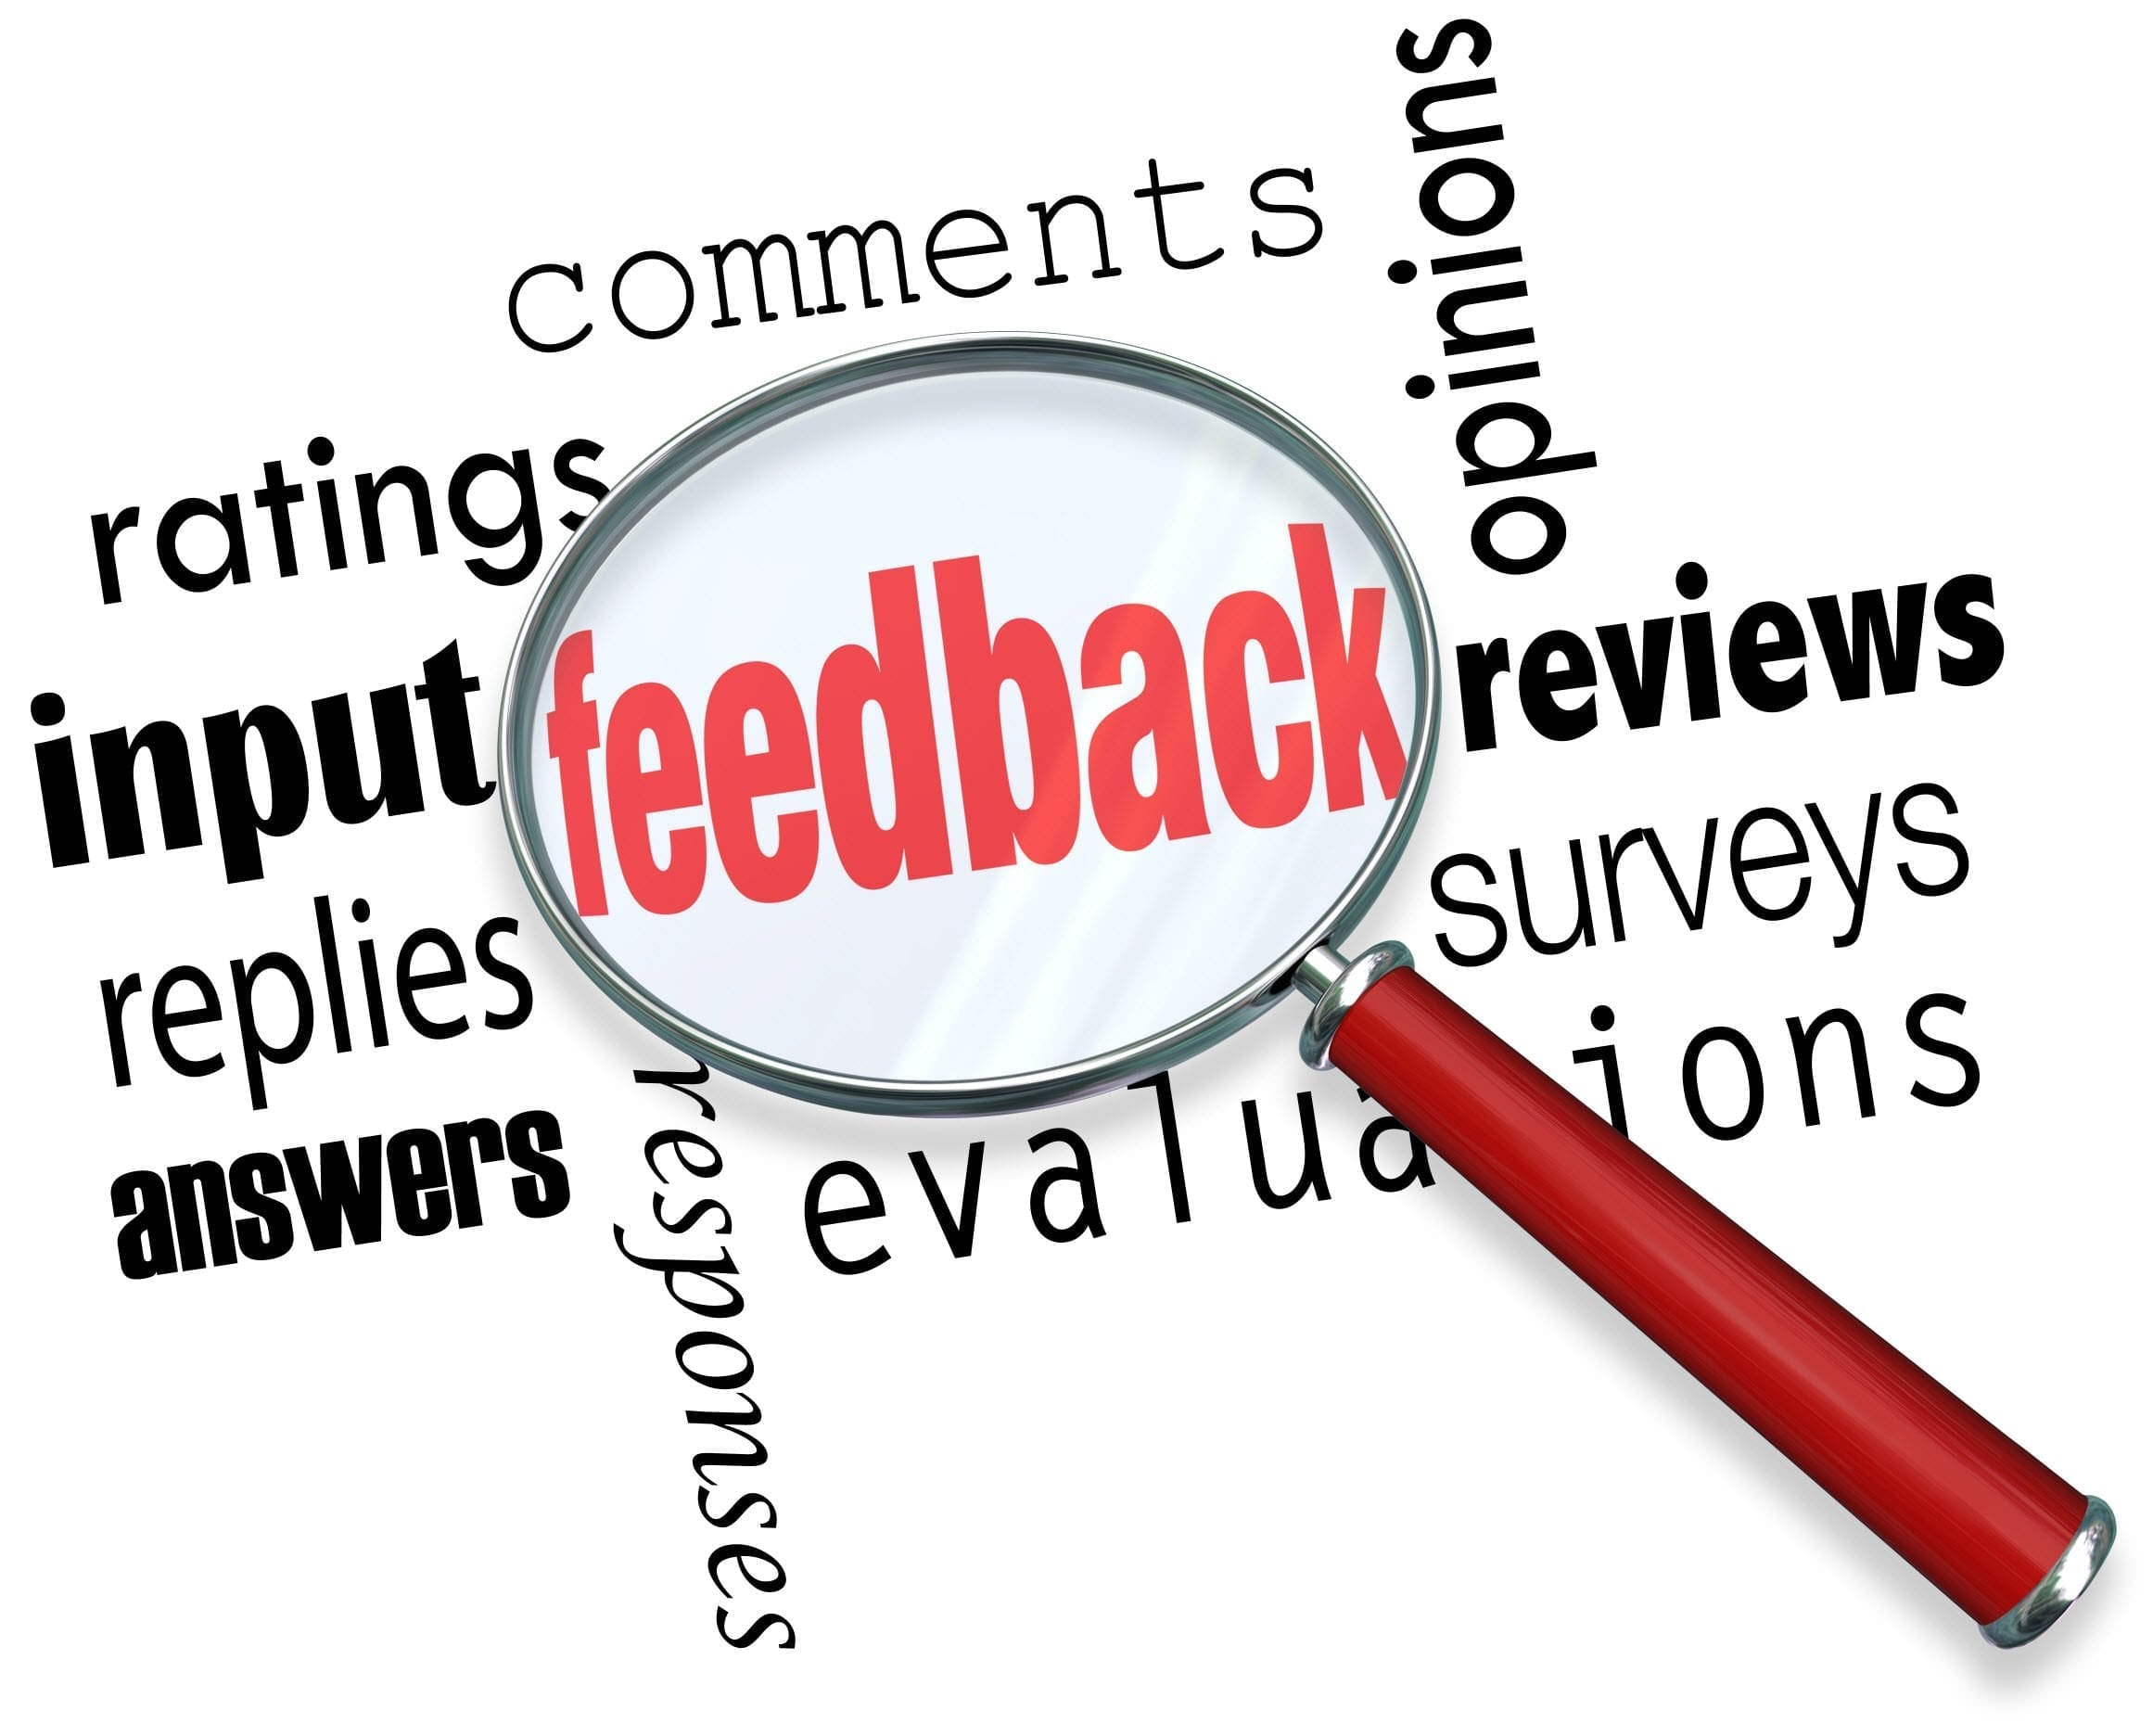 opinions
comments
ratings
feedback
reviews
input
surveys
replies
evalua ions
answers
responses